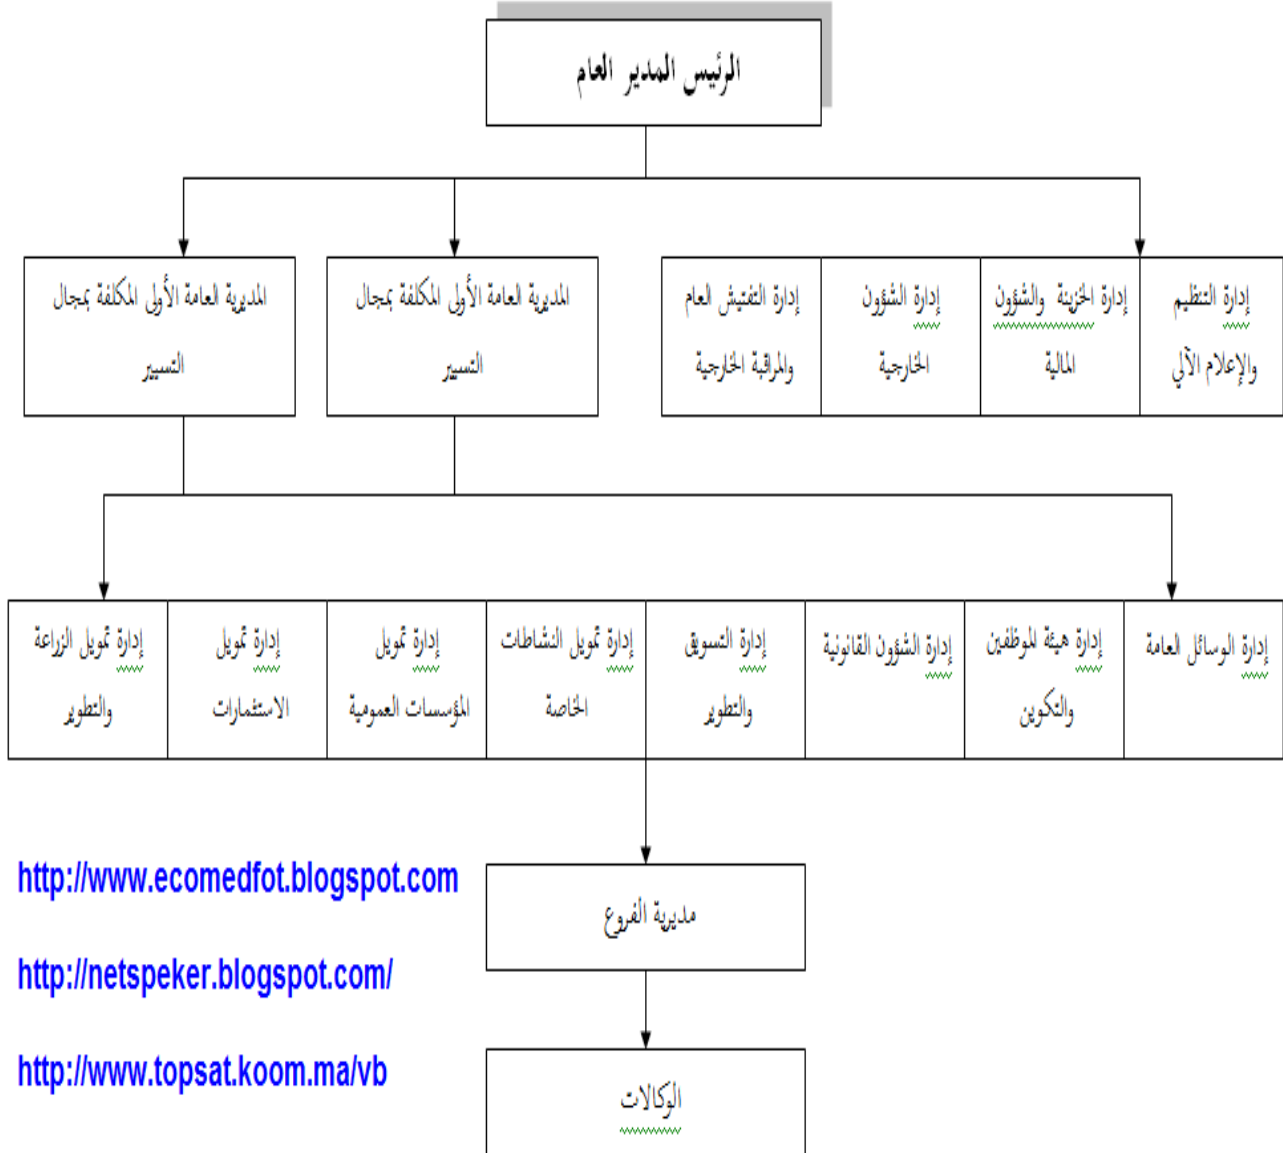 الرئيس المدير العام
إدارة التنظيم
والإعلام الآلي
إدارة الخزينة والشؤون
المالية
إدارة الشؤون
الخارجية
إدارة التفتيش العام
والمراقبة الخارجية
المديرية العامة الأولى المكلفة بمجال
التسيير
المديرية العامة الأولى المكلفة بمجال
التسيير
إدارة الوسائل العامة
إدارة هيئة الموظفين
والتكوين
إدارة الشؤون القانونية
إدارة التسويق
والتطوير
إدارة تمويل النشاطات
الخاصة
إدارة تمويل
المؤسسات العمومية
إدارة تمويل
الاستثمارات
إدارة تمويل الزراعة
والتطوير
مديرية الفروع
الوكالات
http://www.ecomedfot.blogspot.com
http://netspeker.blogspot.com/
http://www.topsat.koom.ma/vb